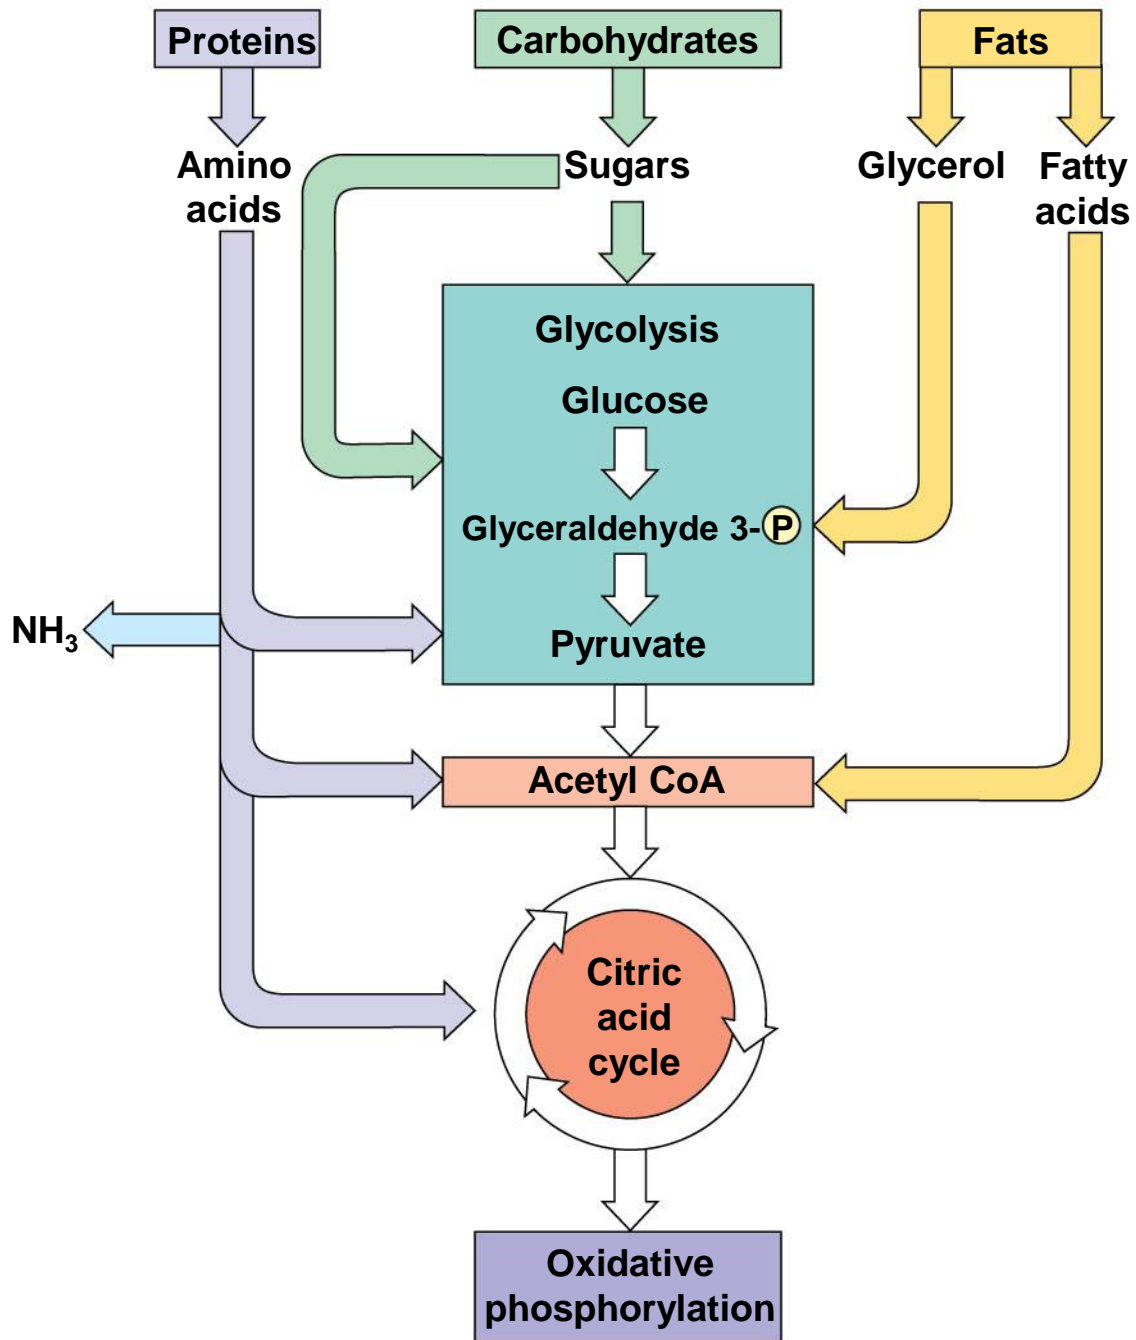 Proteins
Carbohydrates
Fats
Amino
acids
Sugars
Glycerol
Fatty
acids
Glycolysis
Glucose
Glyceraldehyde 3-P
NH₃
Pyruvate
Acetyl CoA
Citric
acid
cycle
Oxidative
phosphorylation